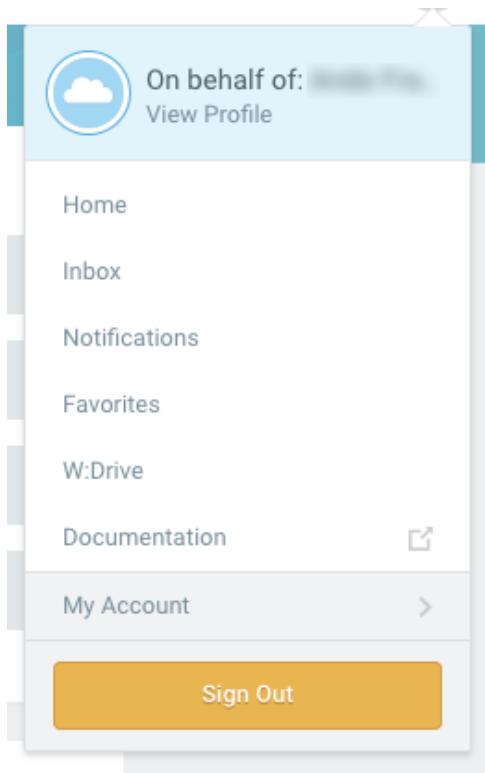 On behalf of:
View Profile
Home
Inbox
Notifications
Favorites
W:Drive
Documentation
My Account
Sign Out